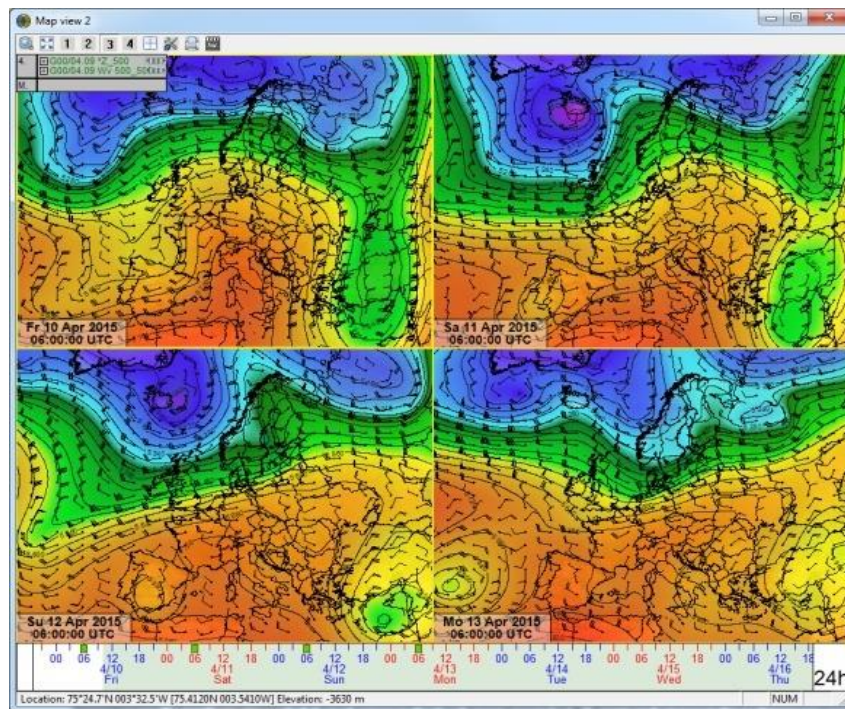 Map view 2
1 2 3 4
4. G00/04.09 *Z_500
G00/04.09 WV 500_50
M.
Fr 10 Apr 2015
06:00:00 UTC
Sa 11 Apr 2015
06:00:00 UTC
Su 12 Apr 2015
06:00:00 UTC
Mo 13 Apr 2015
06:00:00 UTC
00 06 12 18 00 06 12 18 00 06 12 18 00 06 12 18 00 06 12 18 00 06 12 18 00 06 12 18
4/10 4/11 4/12 4/13 4/14 4/15 4/16
Fri Sat Sun Mon Tue Wed Thu
24h
Location: 75°24.7'N 003°32.5'W [75.4120N 003.5410W] Elevation: -3630 m
NUM